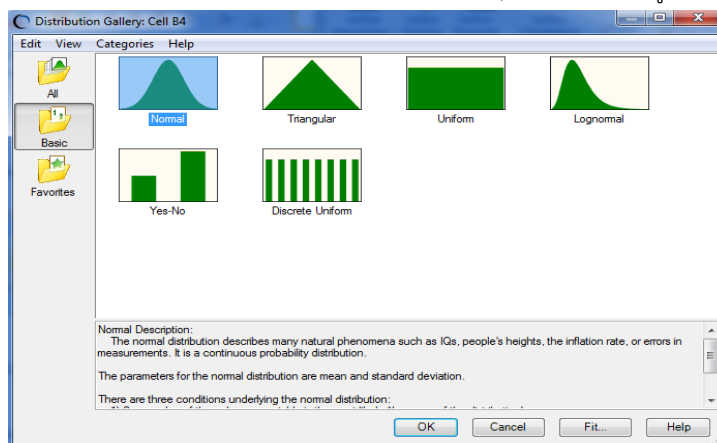 Distribution Gallery: Cell B4
Edit View Categories Help
All
Basic
Favorites
Normal
Triangular
Uniform
Lognormal
Yes-No
Discrete Uniform
Normal Description:
The normal distribution describes many natural phenomena such as IQs, people's heights, the inflation rate, or errors in
measurements. It is a continuous probability distribution.
The parameters for the normal distribution are mean and standard deviation.
There are three conditions underlying the normal distribution:
OK
Cancel
Fit...
Help